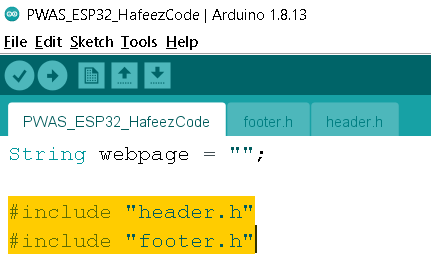 PWAS_ESP32_HafeezCode | Arduino 1.8.13
File Edit Sketch Tools Help
PWAS_ESP32_HafeezCode footer.h header.h
String webpage = "";
#include "header.h"
#include "footer.h"